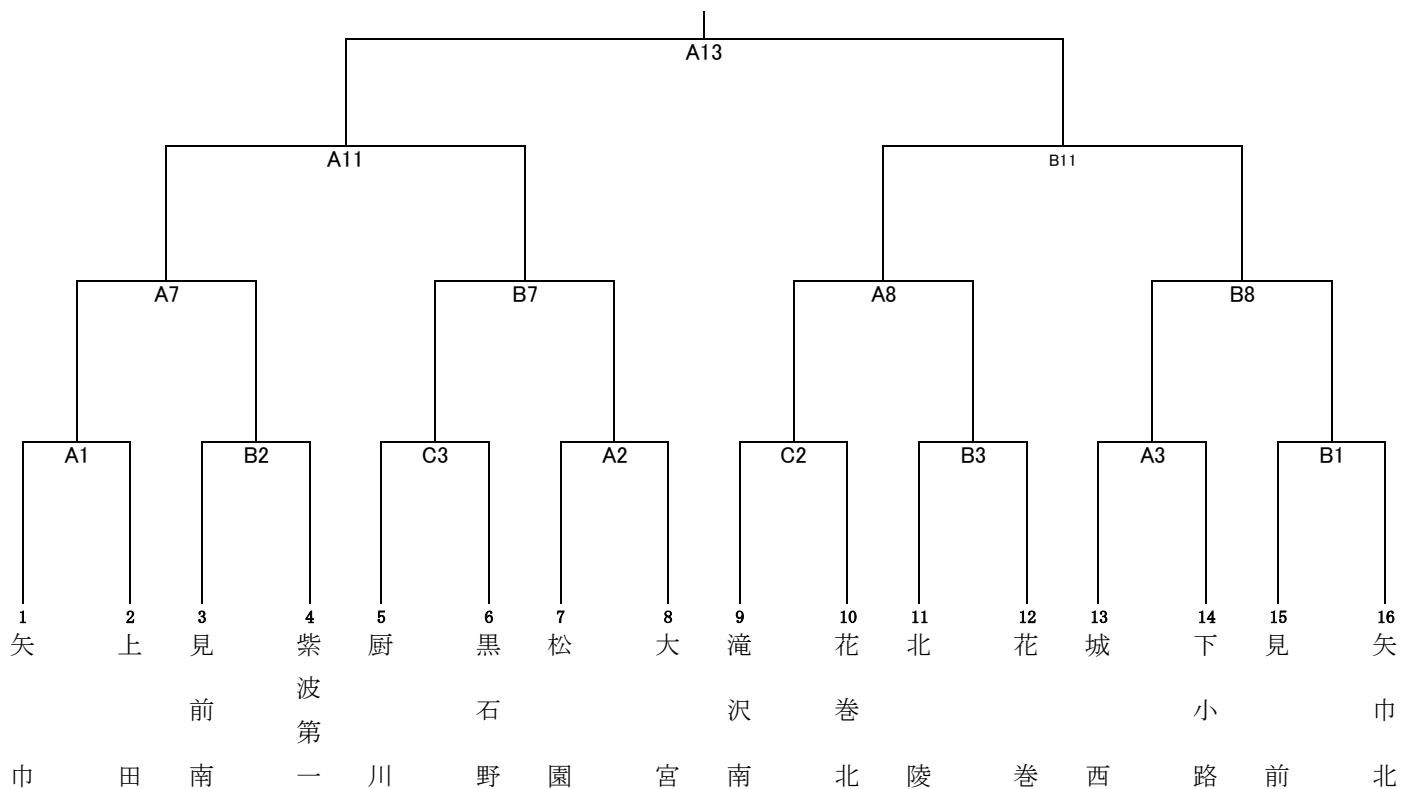 A13
A11
B11
A7
B7
A8
B8
A1
B2
C3
A2
C2
B3
A3
B1
1
2
3
4
5
6
7
8
9
10
11
12
13
14
15
16
矢巾
上田
見前南
紫波第一
厨川
黒石野
松園
大宮
滝沢南
花巻北
北陵
花巻
城西
下小路
見前
矢巾北